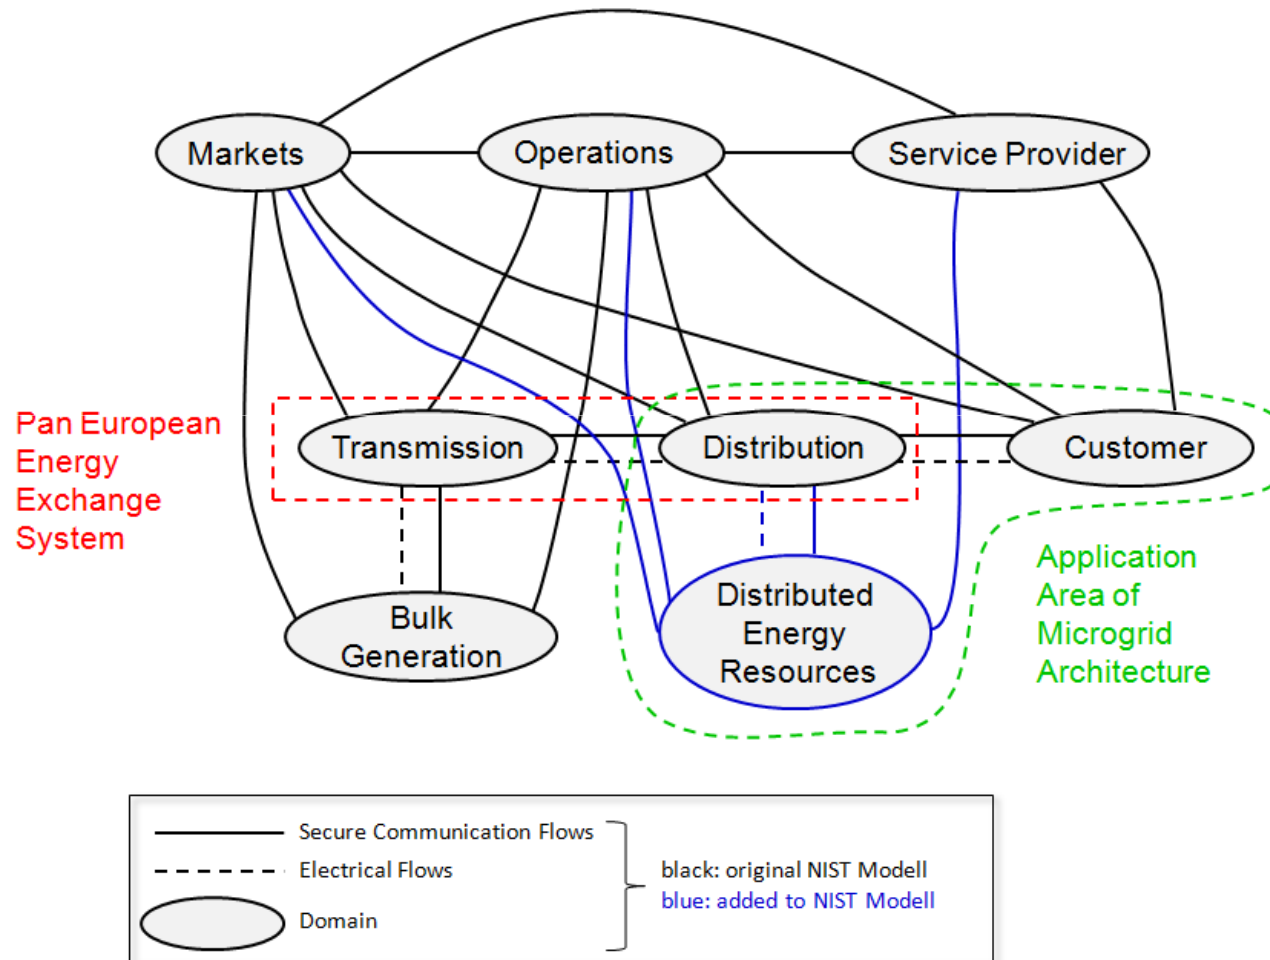 Markets
Operations
Service Provider
Pan European
Energy
Exchange
System
Transmission
Distribution
Customer
Bulk
Generation
Distributed
Energy
Resources
Application
Area of
Microgrid
Architecture
Secure Communication Flows
Electrical Flows
Domain
black: original NIST Modell
blue: added to NIST Modell